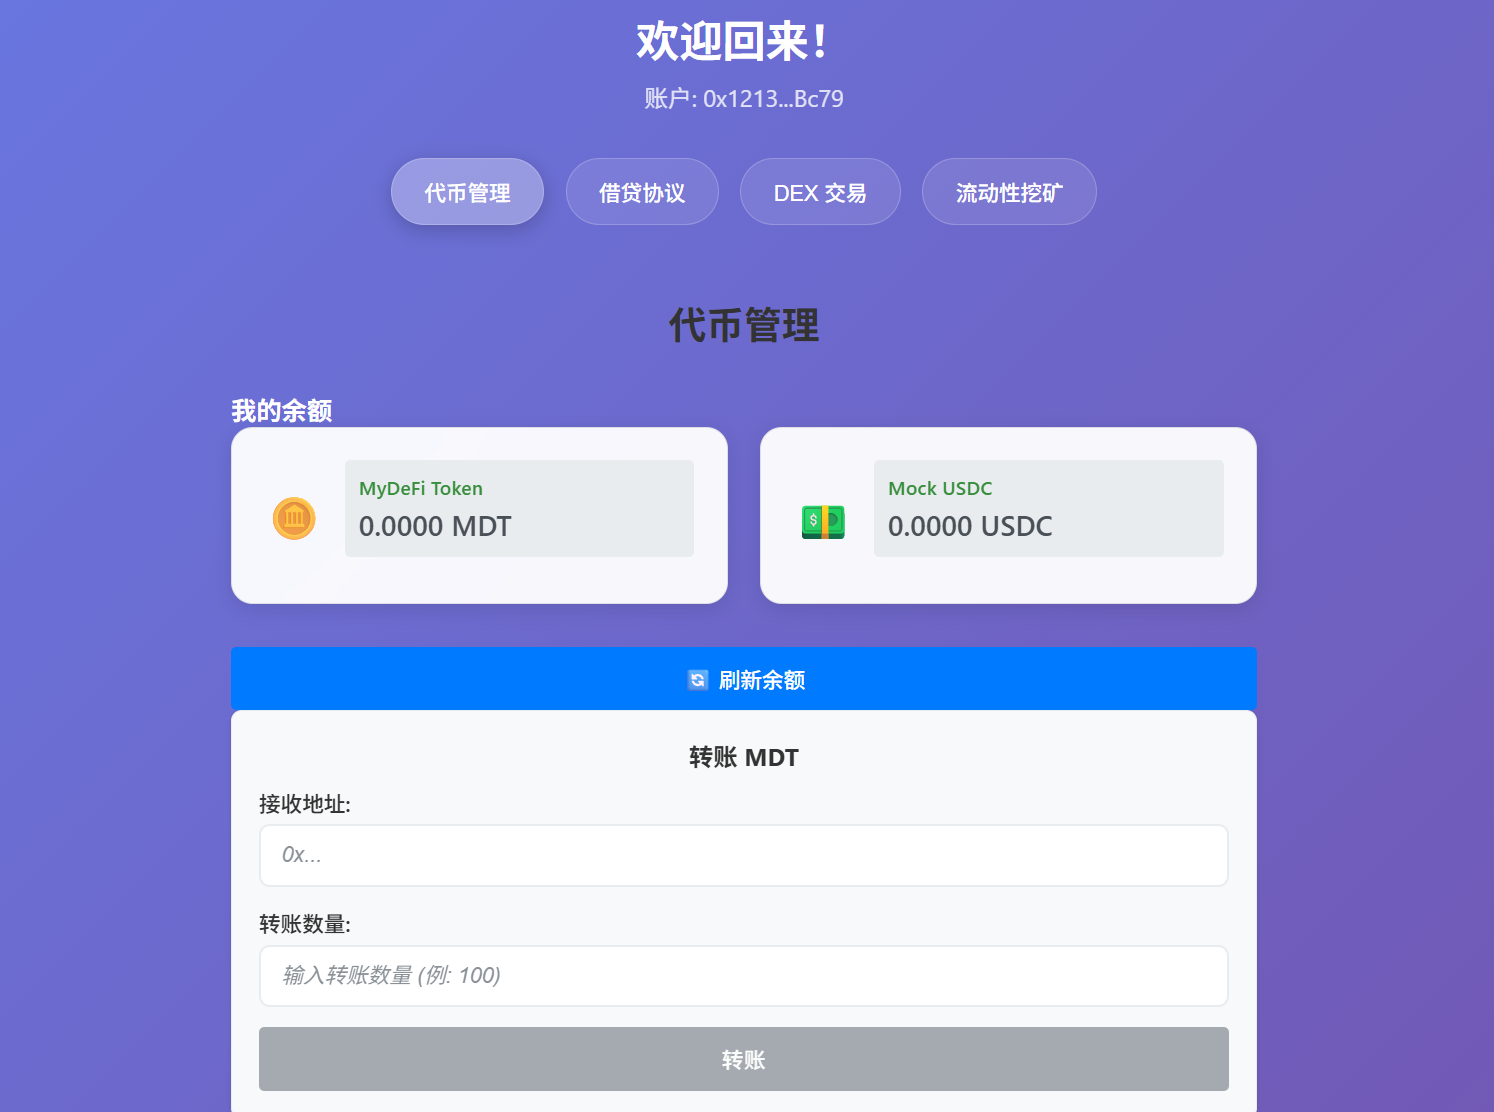 欢迎回来！
账户: 0x1213...Bc79
代币管理
借贷协议
DEX 交易
流动性挖矿
代币管理
我的余额
MyDeFi Token
0.0000 MDT
Mock USDC
0.0000 USDC
刷新余额
转账 MDT
接收地址:
0x...
转账数量:
输入转账数量 (例: 100)
转账